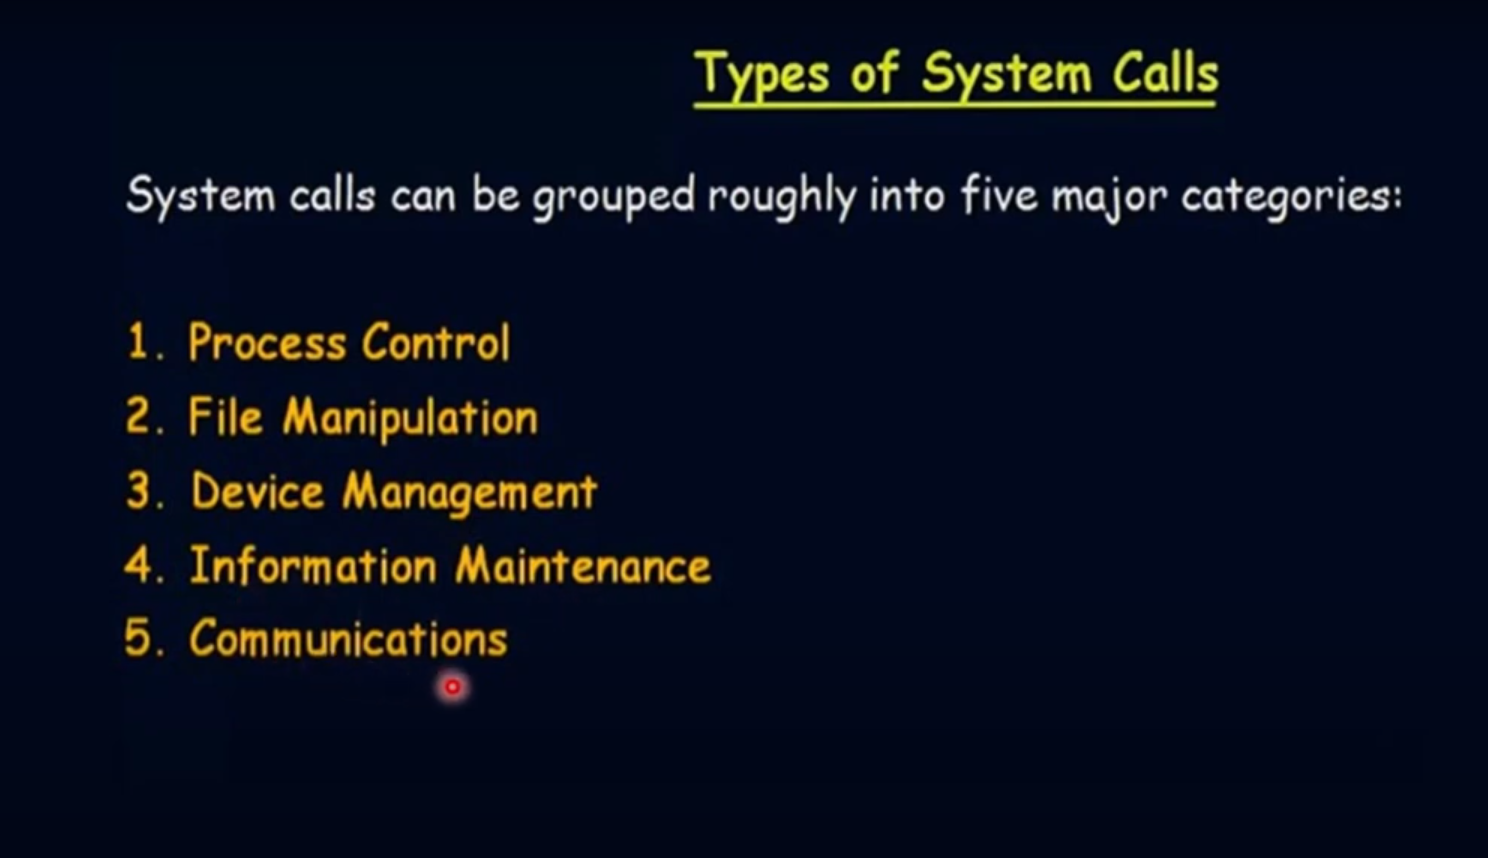 Types of System Calls
System calls can be grouped roughly into five major categories:
1. Process Control
2. File Manipulation
3. Device Management
4. Information Maintenance
5. Communications